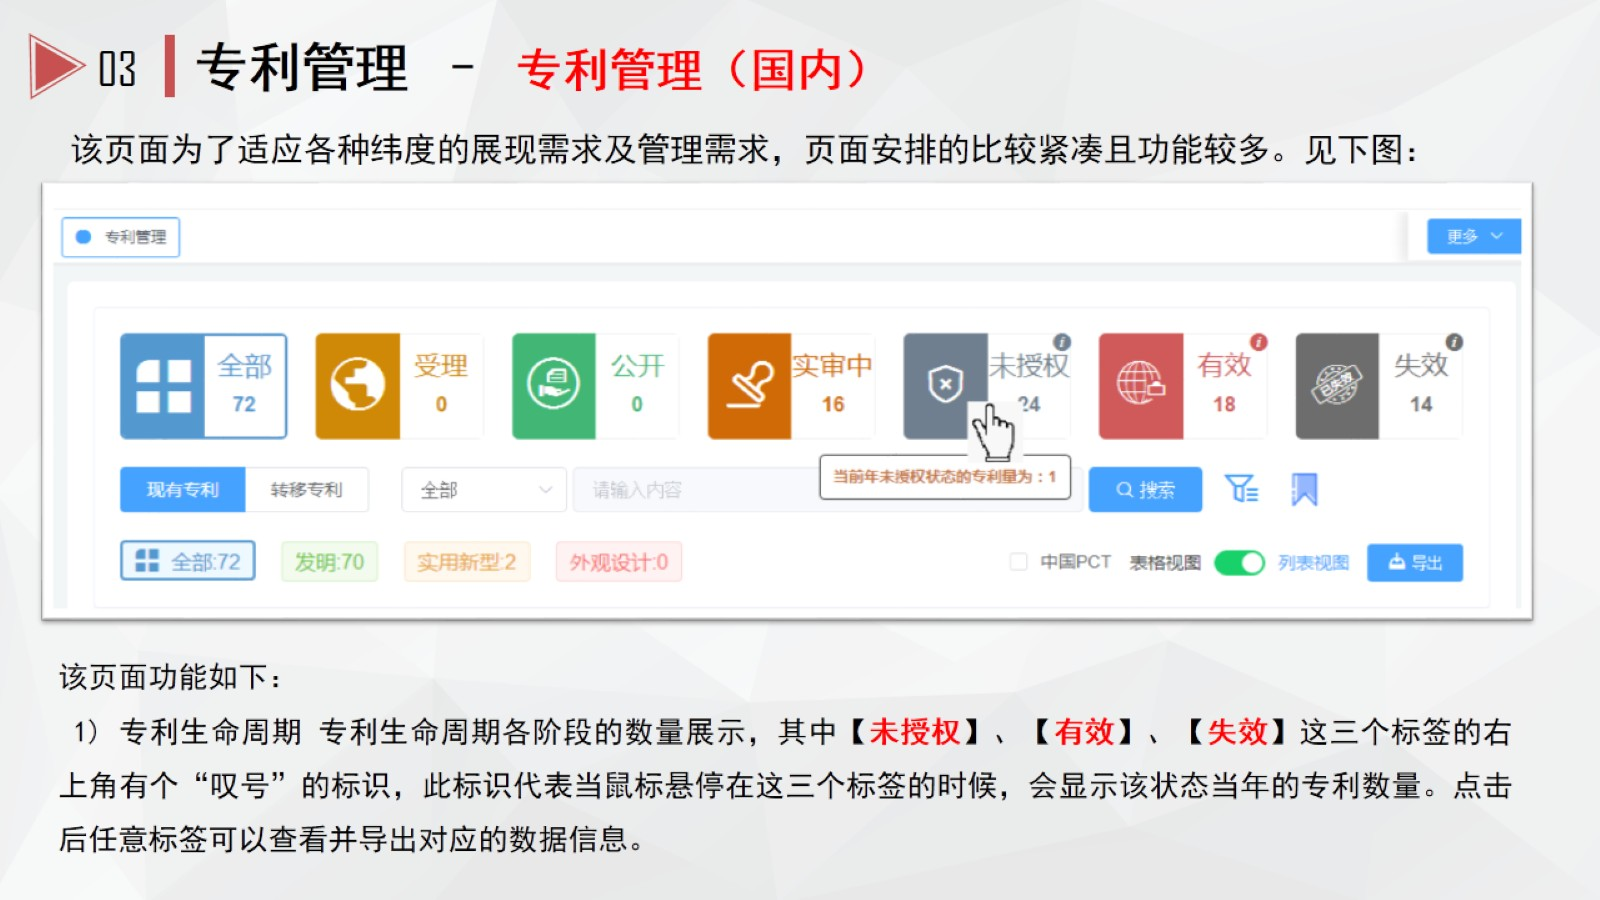 03 专利管理 - 专利管理（国内）
该页面为了适应各种纬度的展现需求及管理需求，页面安排的比较紧凑且功能较多。见下图：
专利管理
更多
全部 72
受理 0
公开 0
实审中 16
未授权 24
有效 18
失效 14
现有专利 转移专利 全部 请输入内容 搜索
当前年未授权状态的专利量为：1
全部:72 发明:70 实用新型:2 外观设计:0 中国PCT 表格视图 列表视图 导出
该页面功能如下：
1) 专利生命周期 专利生命周期各阶段的数量展示，其中【未授权】、【有效】、【失效】这三个标签的右
上角有个“叹号”的标识，此标识代表当鼠标悬停在这三个标签的时候，会显示该状态当年的专利数量。点击
后任意标签可以查看并导出对应的数据信息。